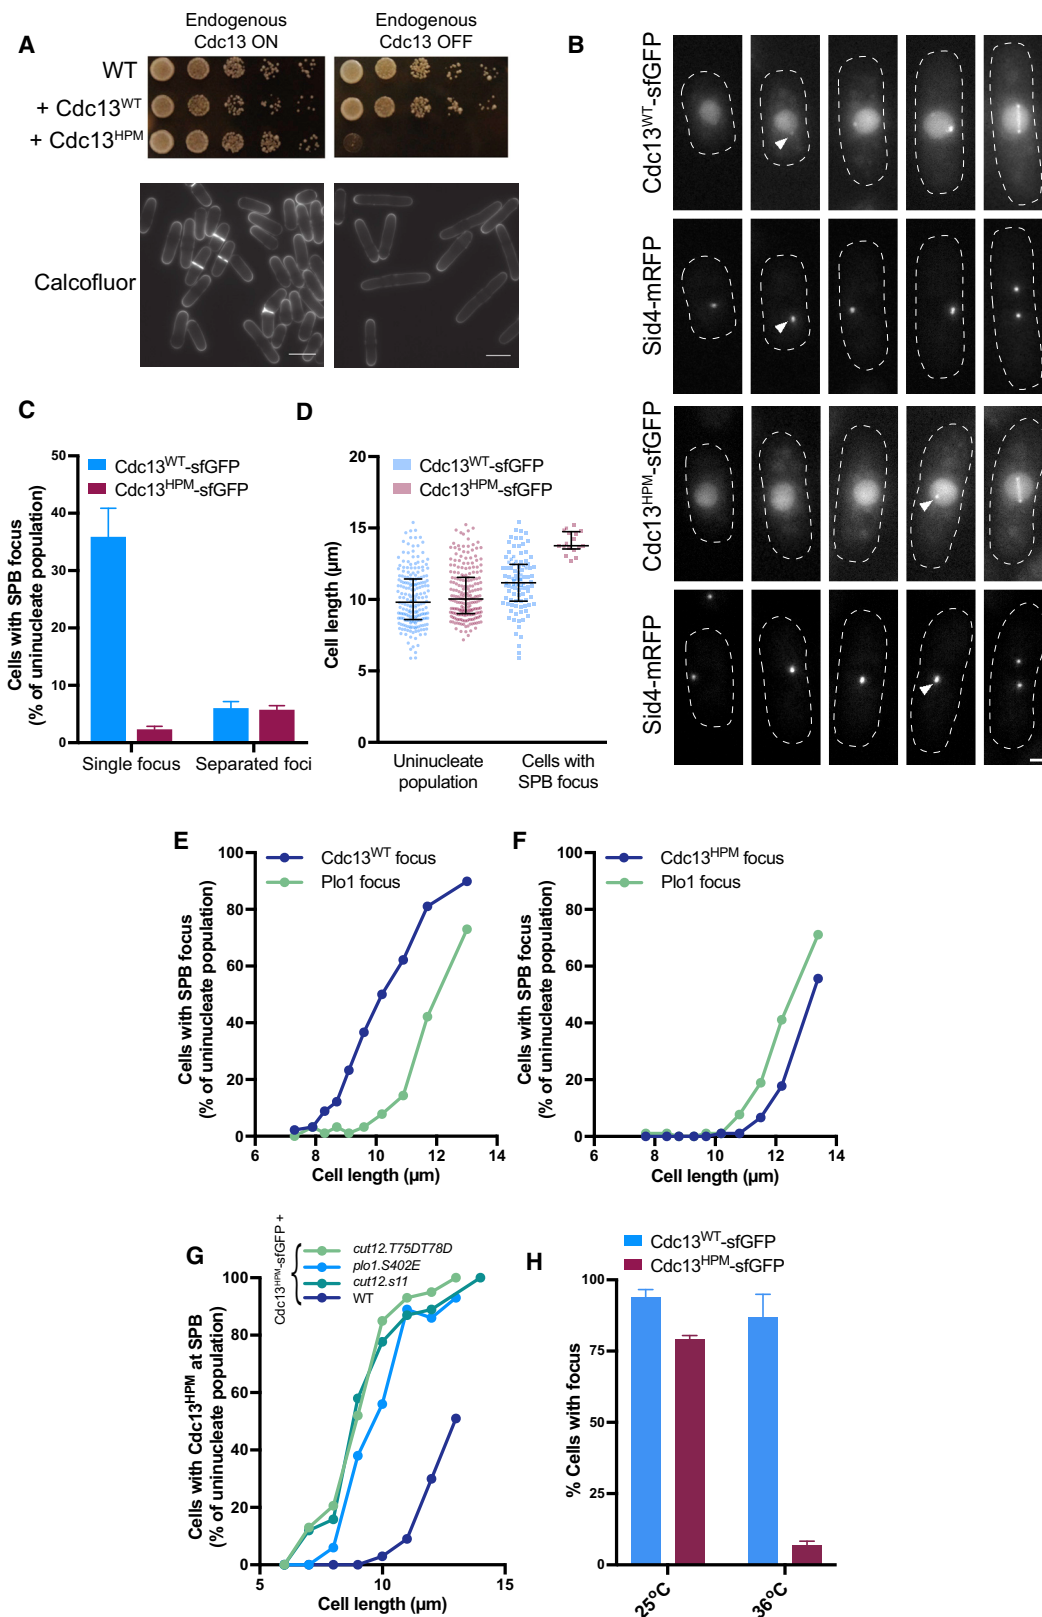 A
Endogenous
Cdc13 ON
Endogenous
Cdc13 OFF
WT
+ Cdc13WT
+ Cdc13HPM
Calcofluor
B
Cdc13WT-sfGFP
Sid4-mRFP
Cdc13HPM-sfGFP
Sid4-mRFP
C
Cells with SPB focus
(% of uninucleate population)
50
40
30
20
10
0
Cdc13WT-sfGFP
Cdc13HPM-sfGFP
Single focus
Separated foci
D
Cell length (µm)
20
15
10
5
0
Cdc13WT-sfGFP
Cdc13HPM-sfGFP
Uninucleate
population
Cells with
SPB focus
E
Cells with SPB focus
(% of uninucleate population)
100
80
60
40
20
0
Cdc13WT focus
Plo1 focus
6 8 10 12 14
Cell length (µm)
F
Cells with SPB focus
(% of uninucleate population)
100
80
60
40
20
0
Cdc13HPM focus
Plo1 focus
6 8 10 12 14
Cell length (µm)
G
Cdc13HPM-sfGFP +
cut12.T75DT78D
plo1.S402E
cut12.s11
WT
Cells with Cdc13HPM at SPB
(% of uninucleate population)
100
80
60
40
20
0
5 10 15
Cell length (µm)
H
Cdc13WT-sfGFP
Cdc13HPM-sfGFP
% Cells with focus
100
75
50
25
0
25ºC
36ºC